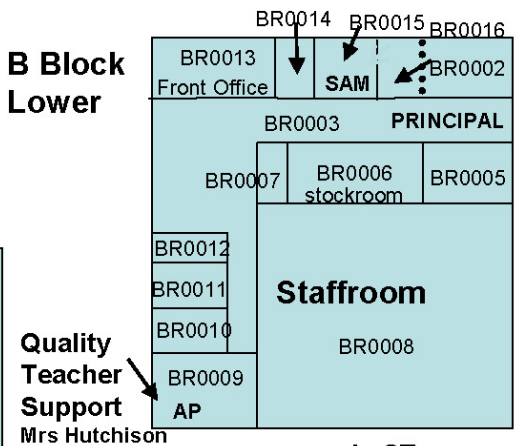 BR0014
BR0015
BR0016
B Block
Lower
BR0013
Front Office
SAM
BR0002
BR0003
PRINCIPAL
BR0007
BR0006
stockroom
BR0005
BR0012
BR0011
BR0010
Staffroom
BR0008
Quality
Teacher
Support
Mrs Hutchison
BR0009
AP